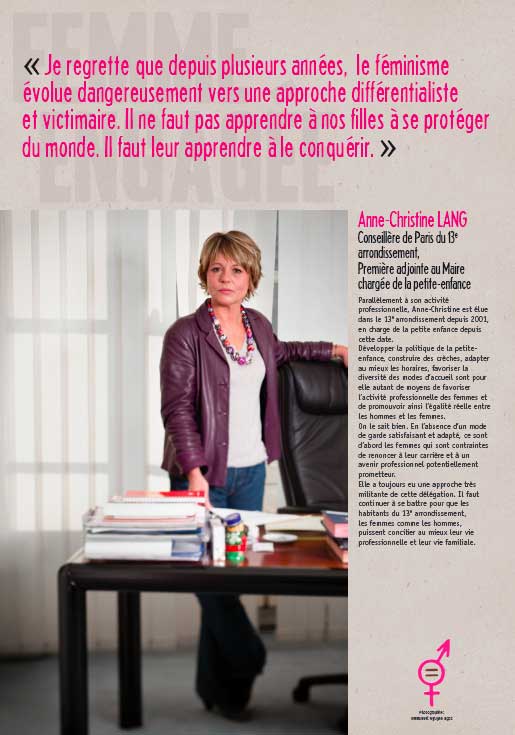 FEMME
ENGAGÉE
« Je regrette que depuis plusieurs années, le féminisme
évolue dangereusement vers une approche différentialiste
et victimaire. Il ne faut pas apprendre à nos filles à se protéger
du monde. Il faut leur apprendre à le conquérir. »
Anne-Christine LANG
Conseillère de Paris du 13e
arrondissement,
Première adjointe au Maire
chargée de la petite-enfance
Parallèlement à son activité
professionnelle, Anne-Christine est élue
dans le 13e arrondissement depuis 2001,
en charge de la petite enfance depuis
cette date.
Développer la politique de la petite-
enfance, construire des crèches, adapter
au mieux les horaires, favoriser la
diversité des modes d'accueil sont pour
elle autant de moyens de favoriser
l'activité professionnelle des femmes et
de promouvoir ainsi l'égalité réelle entre
les hommes et les femmes.
On le sait bien. En l'absence d'un mode
de garde satisfaisant et adapté, ce sont
d'abord les femmes qui sont contraintes
de renoncer à leur carrière et à un
avenir professionnel potentiellement
prometteur.
Elle a toujours eu une approche très
militante de cette délégation. Il faut
continuer à se battre pour que les
habitants du 13e arrondissement,
les femmes comme les hommes,
puissent concilier au mieux leur vie
professionnelle et leur vie familiale.
Photographie: